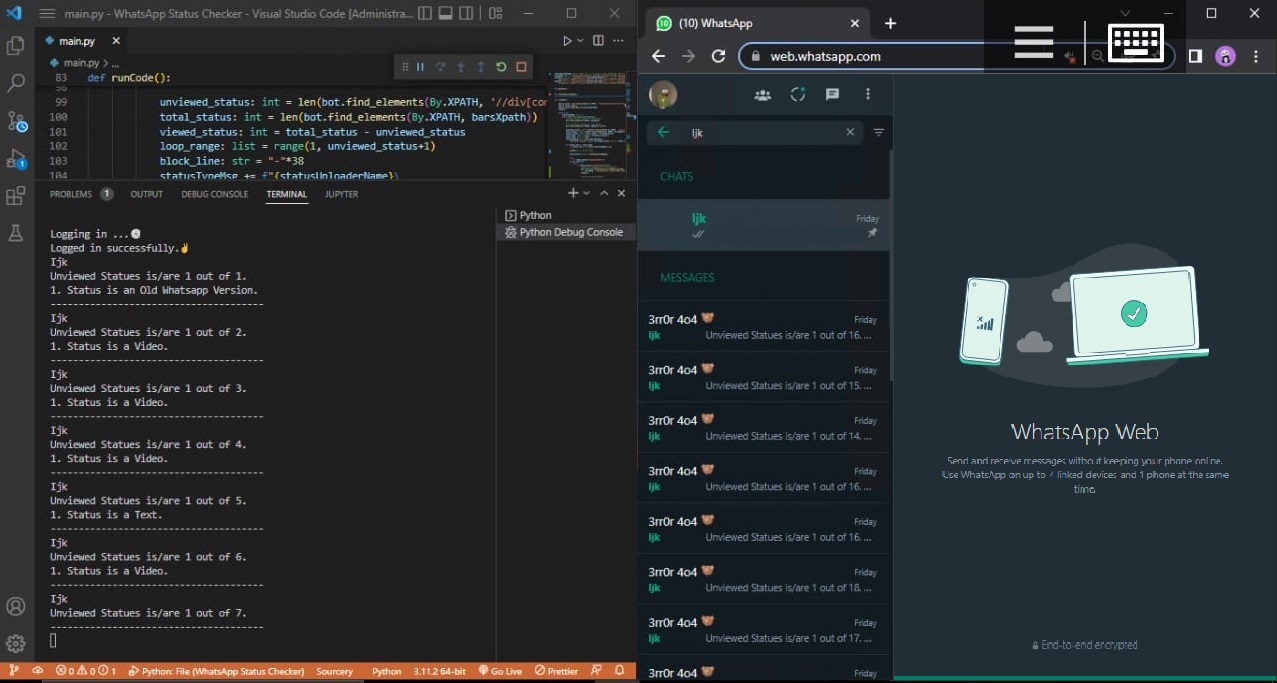 main.py - WhatsApp Status Checker - Visual Studio Code [Administra...
main.py
main.py > ...
83 def runCode():
98
99 unviewed_status: int = len(bot.find_elements(By.XPATH, '//div[con
100 total_status: int = len(bot.find_elements(By.XPATH, barsXpath))
101 viewed_status: int = total_status - unviewed_status
102 loop_range: list = range(1, unviewed_status+1)
103 block_line: str = "-"*38
104 statusTypeMsg += f"{statusUploaderName}\
PROBLEMS 1 OUTPUT DEBUG CONSOLE TERMINAL JUPYTER
Python
Python Debug Console
Logging in ...
Logged in successfully.✌
Ijk
Unviewed Statues is/are 1 out of 1.
1. Status is an Old Whatsapp Version.
--------------------------------------
Ijk
Unviewed Statues is/are 1 out of 2.
1. Status is a Video.
--------------------------------------
Ijk
Unviewed Statues is/are 1 out of 3.
1. Status is a Video.
--------------------------------------
Ijk
Unviewed Statues is/are 1 out of 4.
1. Status is a Video.
--------------------------------------
Ijk
Unviewed Statues is/are 1 out of 5.
1. Status is a Text.
--------------------------------------
Ijk
Unviewed Statues is/are 1 out of 6.
1. Status is a Video.
--------------------------------------
Ijk
Unviewed Statues is/are 1 out of 7.
--------------------------------------
0 0 1 Python: File (WhatsApp Status Checker) Sourcery Python 3.11.2 64-bit Go Live Prettier
(10) WhatsApp
web.whatsapp.com
Ijk
CHATS
Ijk Friday
MESSAGES
3rr0r 4o4 🐻 Friday
Ijk Unviewed Statues is/are 1 out of 16. ...
3rr0r 4o4 🐻 Friday
Ijk Unviewed Statues is/are 1 out of 15. ...
3rr0r 4o4 🐻 Friday
Ijk Unviewed Statues is/are 1 out of 14. ...
3rr0r 4o4 🐻 Friday
Ijk Unviewed Statues is/are 1 out of 16. ...
3rr0r 4o4 🐻 Friday
Ijk Unviewed Statues is/are 1 out of 16. ...
3rr0r 4o4 🐻 Friday
Ijk Unviewed Statues is/are 1 out of 18. ...
3rr0r 4o4 🐻 Friday
Ijk Unviewed Statues is/are 1 out of 17. ...
3rr0r 4o4 🐻 Friday
WhatsApp Web
Send and receive messages without keeping your phone online.
Use WhatsApp on up to 4 linked devices and 1 phone at the same
time.
End-to-end encrypted